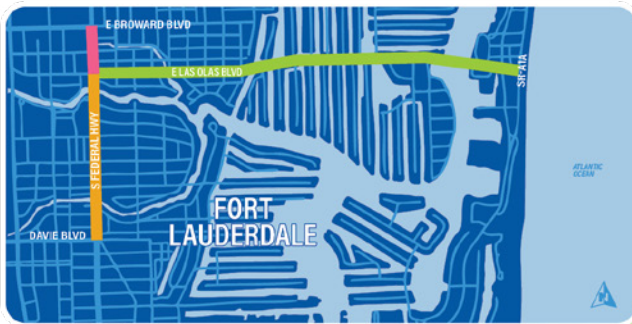 E BROWARD BLVD
E LAS OLAS BLVD
SR-A1A
S FEDERAL HWY
ATLANTIC
OCEAN
FORT
LAUDERDALE
DAVIE BLVD